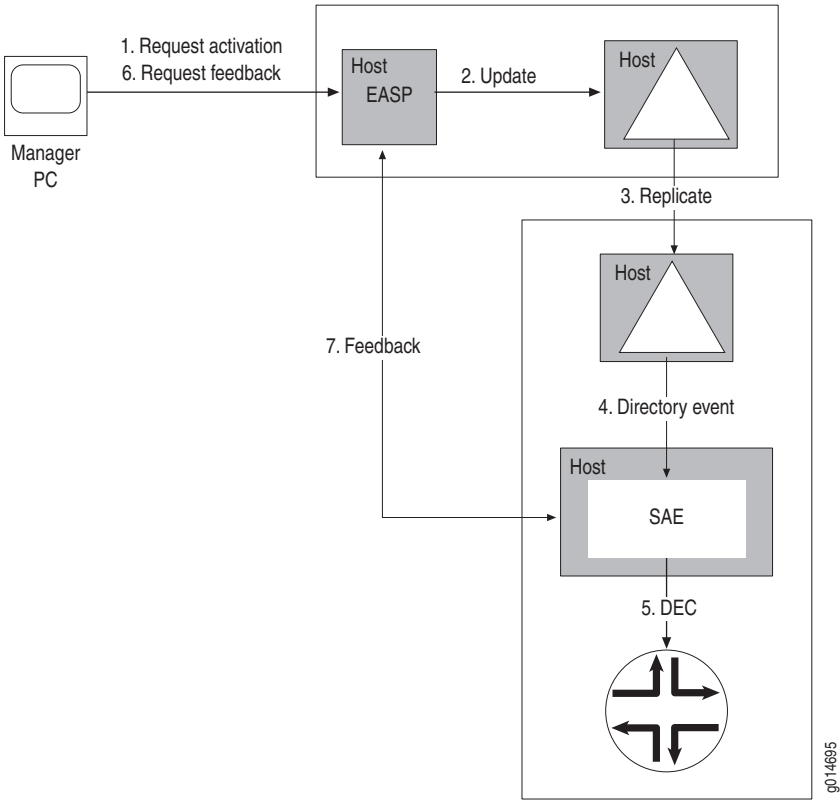 1. Request activation
6. Request feedback
Host
EASP
2. Update
Host
Manager
PC
3. Replicate
Host
7. Feedback
4. Directory event
Host
SAE
5. DEC
g014695